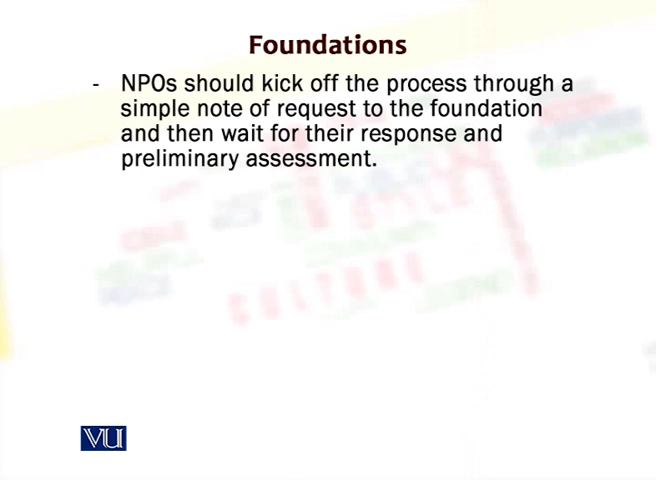 Foundations
- NPOs should kick off the process through a
simple note of request to the foundation
and then wait for their response and
preliminary assessment.
CULTURE
VU